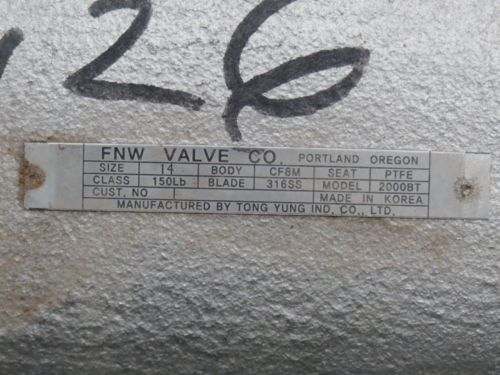 126
FNW VALVE CO. PORTLAND OREGON
SIZE 14 BODY CF8M SEAT PTFE
CLASS 150Lb BLADE 316SS MODEL 2000BT
CUST. NO MADE IN KOREA
MANUFACTURED BY TONG YUNG IND. CO., LTD.